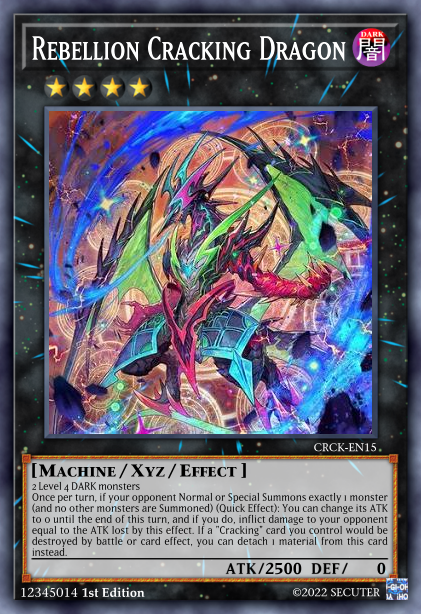 REBELLION CRACKING DRAGON
DARK
闇
CRCK-EN15
[MACHINE / XYZ / EFFECT ]
2 Level 4 DARK monsters
Once per turn, if your opponent Normal or Special Summons exactly 1 monster
(and no other monsters are Summoned) (Quick Effect): You can change its ATK
to 0 until the end of this turn, and if you do, inflict damage to your opponent
equal to the ATK lost by this effect. If a "Cracking" card you control would be
destroyed by battle or card effect, you can detach 1 material from this card
instead.
ATK/2500 DEF/ 0
12345014 1st Edition
©2022 SECUTER